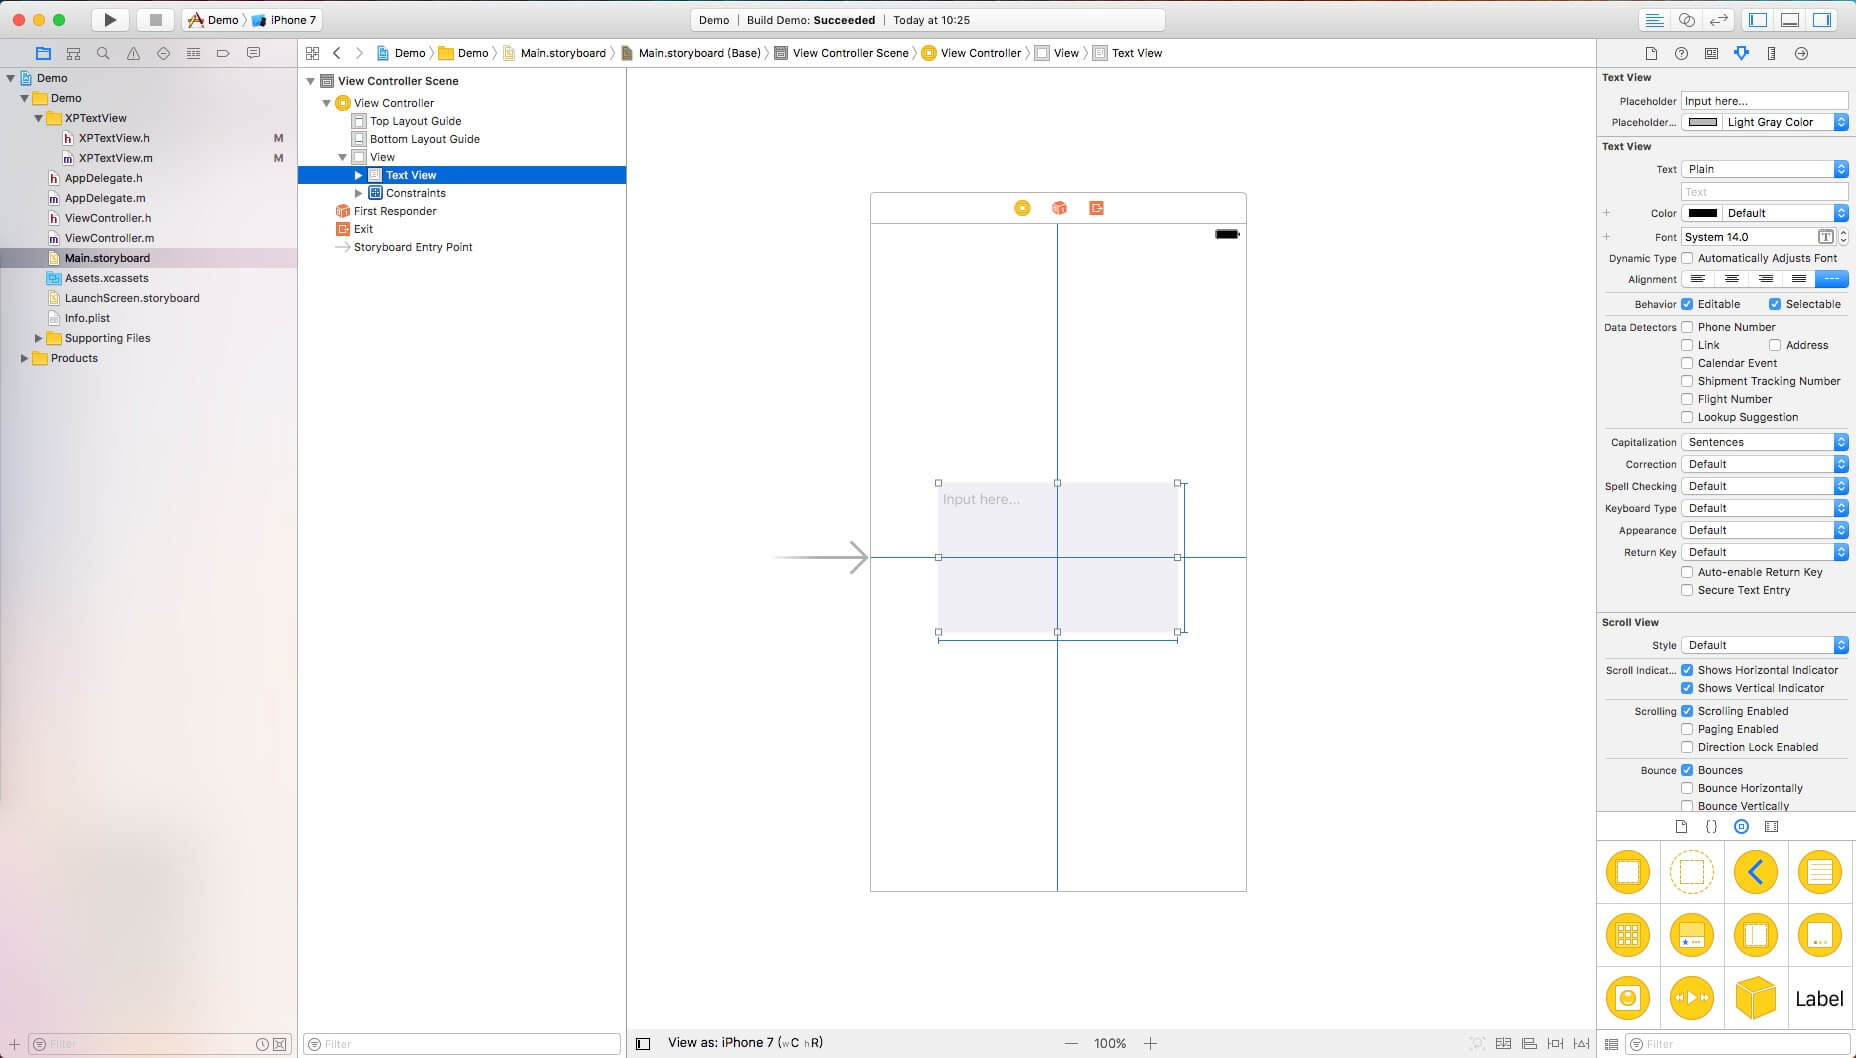 Demo iPhone 7
Demo | Build Demo: Succeeded | Today at 10:25
Demo
Demo
XPTextView
XPTextView.h M
XPTextView.m M
AppDelegate.h
AppDelegate.m
ViewController.h
ViewController.m
Main.storyboard
Assets.xcassets
LaunchScreen.storyboard
Info.plist
Supporting Files
Products
Filter
Demo Demo Main.storyboard Main.storyboard (Base) View Controller Scene View Controller View Text View
View Controller Scene
View Controller
Top Layout Guide
Bottom Layout Guide
View
Text View
Constraints
First Responder
Exit
Storyboard Entry Point
Filter
Input here...
View as: iPhone 7 (wC hR)
100%
Text View
Placeholder Input here...
Placeholder... Light Gray Color
Text View
Text Plain
Text
Color Default
Font System 14.0
Dynamic Type Automatically Adjusts Font
Alignment
Behavior Editable Selectable
Data Detectors Phone Number
Link Address
Calendar Event
Shipment Tracking Number
Flight Number
Lookup Suggestion
Capitalization Sentences
Correction Default
Spell Checking Default
Keyboard Type Default
Appearance Default
Return Key Default
Auto-enable Return Key
Secure Text Entry
Scroll View
Style Default
Scroll Indicat... Shows Horizontal Indicator
Shows Vertical Indicator
Scrolling Scrolling Enabled
Paging Enabled
Direction Lock Enabled
Bounce Bounces
Bounce Horizontally
Bounce Vertically
Label
Filter